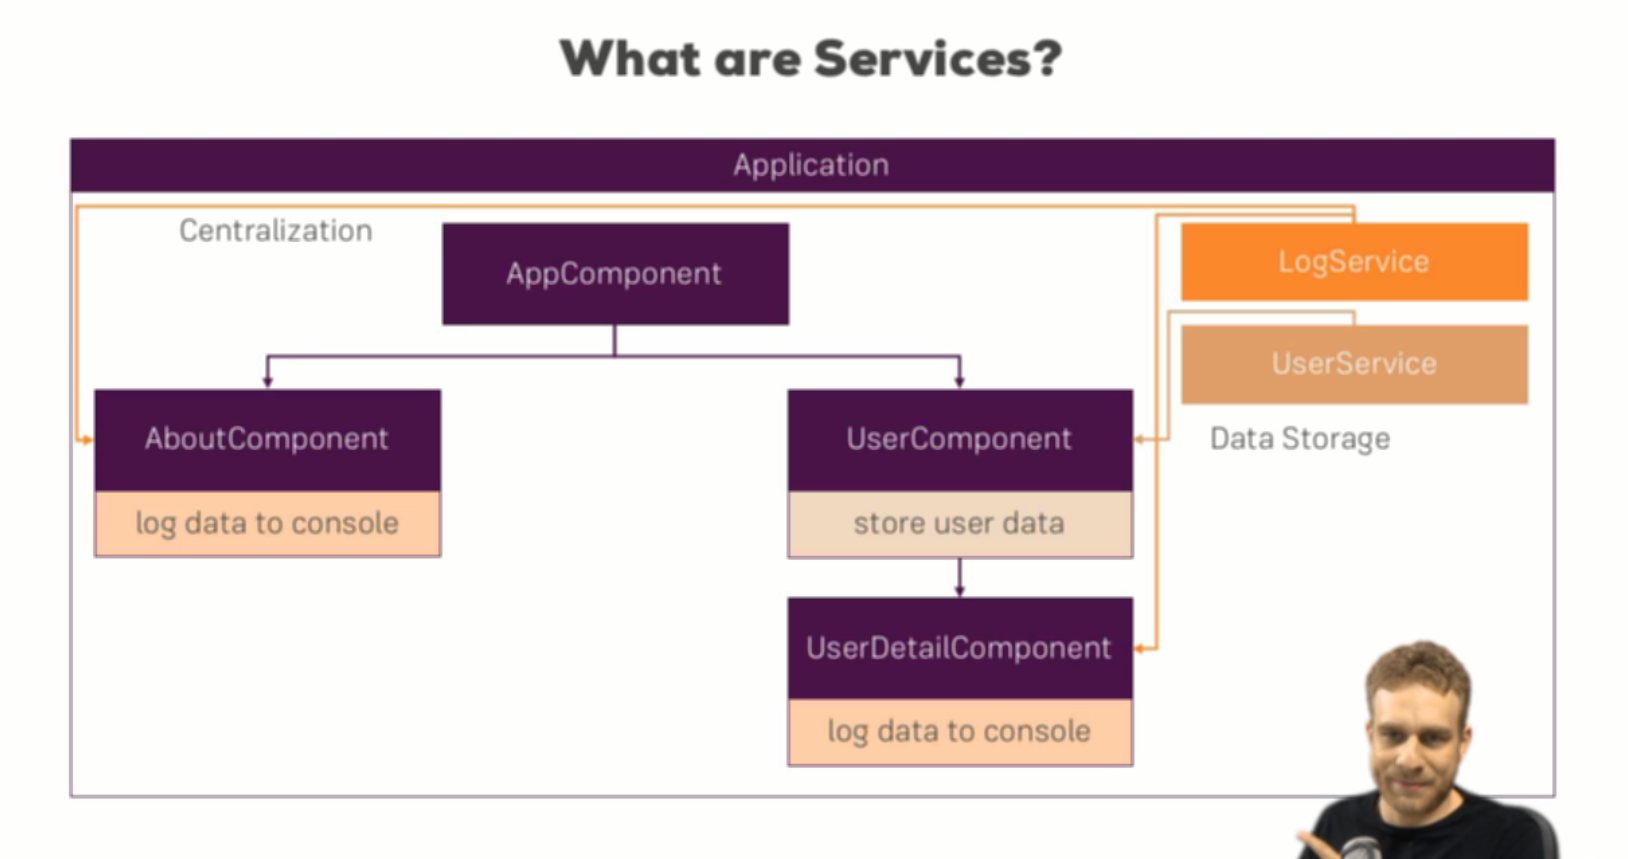 What are Services?
Application
Centralization
AppComponent
LogService
UserService
AboutComponent
UserComponent
Data Storage
log data to console
store user data
UserDetailComponent
log data to console